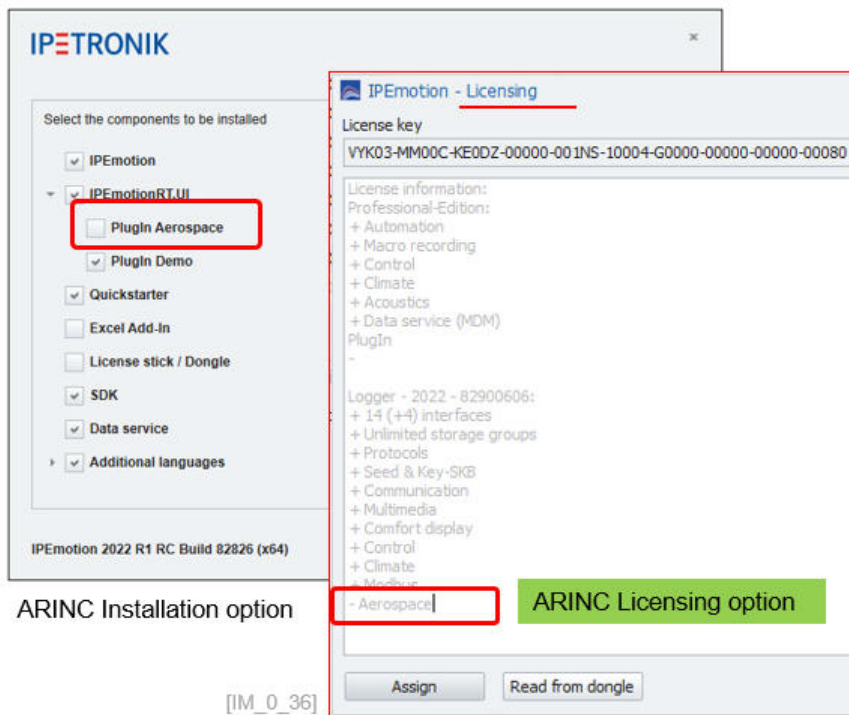 IPETRONIK
Select the components to be installed
IPEmotion
IPEmotionRT.UI
PlugIn Aerospace
PlugIn Demo
Quickstarter
Excel Add-In
License stick / Dongle
SDK
Data service
Additional languages
IPEmotion 2022 R1 RC Build 82826 (x64)
ARINC Installation option
IPEmotion - Licensing
License key
VYK03-MM00C-KE0DZ-00000-001NS-10004-G0000-00000-00000-00080
License information:
Professional-Edition:
+ Automation
+ Macro recording
+ Control
+ Climate
+ Acoustics
+ Data service (MDM)
PlugIn
-
Logger - 2022 - 82900606:
+ 14 (+4) interfaces
+ Unlimited storage groups
+ Protocols
+ Seed & Key-SKB
+ Communication
+ Multimedia
+ Comfort display
+ Control
+ Climate
+ Modbus
- Aerospace
ARINC Licensing option
Assign
Read from dongle
[IM_0_36]